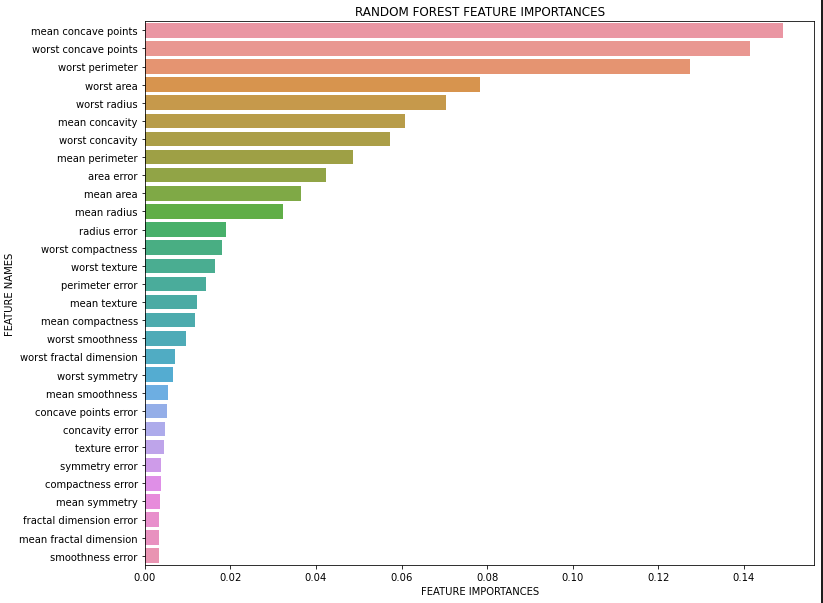 RANDOM FOREST FEATURE IMPORTANCES
mean concave points
worst concave points
worst perimeter
worst area
worst radius
mean concavity
worst concavity
mean perimeter
area error
mean area
mean radius
radius error
worst compactness
worst texture
perimeter error
mean texture
mean compactness
worst smoothness
worst fractal dimension
worst symmetry
mean smoothness
concave points error
concavity error
texture error
symmetry error
compactness error
mean symmetry
fractal dimension error
mean fractal dimension
smoothness error
FEATURE NAMES
0.00 0.02 0.04 0.06 0.08 0.10 0.12 0.14
FEATURE IMPORTANCES